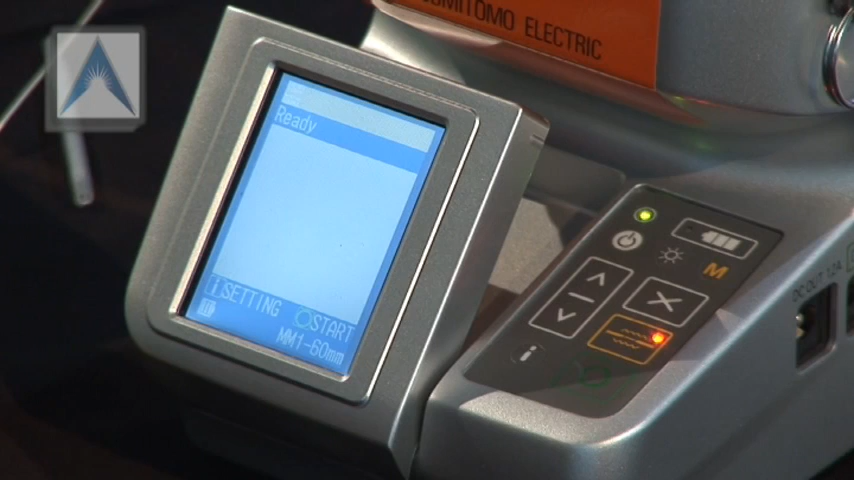 SUMITOMO ELECTRIC
Ready
i SETTING
START
MM1-60mm
M
i
DC OUT 12A